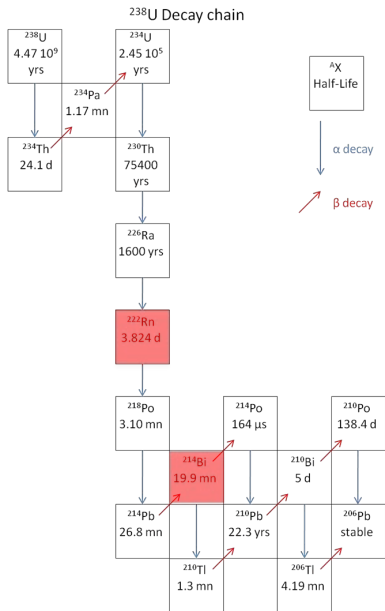 ²³⁸U Decay chain
²³⁸U
4.47 10⁹
yrs
²³⁴U
2.45 10⁵
yrs
ᴬX
Half-Life
²³⁴Pa
1.17 mn
α decay
²³⁴Th
24.1 d
²³⁰Th
75400
yrs
β decay
²²⁶Ra
1600 yrs
²²²Rn
3.824 d
²¹⁸Po
3.10 mn
²¹⁴Po
164 µs
²¹⁰Po
138.4 d
²¹⁴Bi
19.9 mn
²¹⁰Bi
5 d
²¹⁴Pb
26.8 mn
²¹⁰Pb
22.3 yrs
²⁰⁶Pb
stable
²¹⁰Tl
1.3 mn
²⁰⁶Tl
4.19 mn